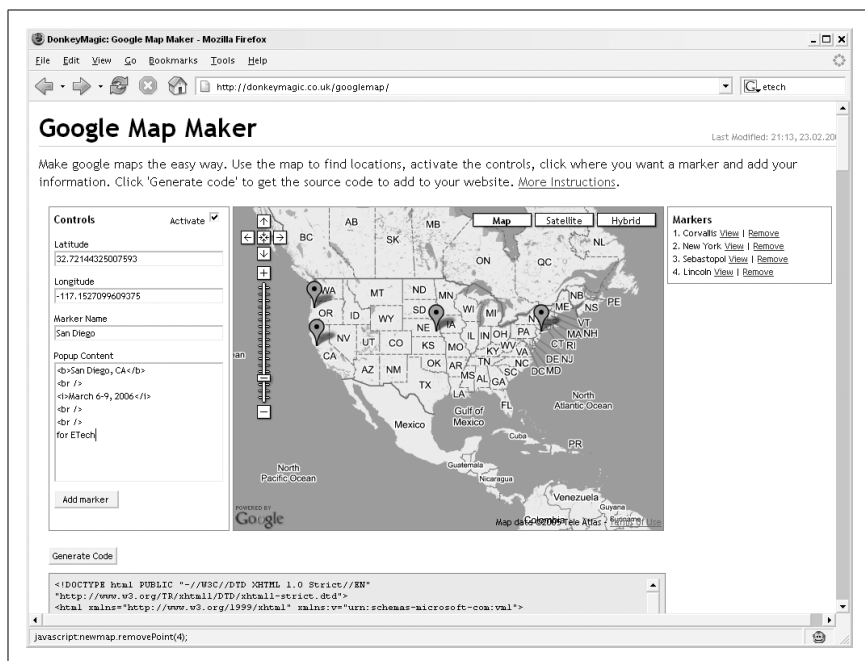 DonkeyMagic: Google Map Maker - Mozilla Firefox
File Edit View Go Bookmarks Tools Help
http://donkeymagic.co.uk/googlemap/
etech
Google Map Maker
Last Modified: 21:13, 23.02.200
Make google maps the easy way. Use the map to find locations, activate the controls, click where you want a marker and add your
information. Click 'Generate code' to get the source code to add to your website. More Instructions.
Controls
Activate
Latitude
32.72144325007593
Longitude
-117.1527099609375
Marker Name
San Diego
Popup Content
<b>San Diego, CA</b>
<br />
<i>March 6-9, 2006</i>
<br />
<br />
for ETech
Add marker
Map
Satellite
Hybrid
AB
MB
BC
SK
NL
ON
QC
WA
MT
ND
MN
NB
PE
ME
NS
OR
ID
SD
WI
MI
VT
WY
NE
IA
MA NH
NV
UT
CO
KS
MO
IL IN OH
PA
CT RI
CA
KY
WV
VA
DE NJ
AZ
NM
OK
AR
TN
NC
DC MD
MS AL
GA
SC
TX
LA
FL
North
Atlantic Ocean
Gulf of
Mexico
Mexico
Cuba
PR
Guatemala
Nicaragua
North
Pacific Ocean
Venezuela
Guyana
Colombia
Suriname
POWERED BY
Google
Map data ©2005 Tele Atlas - Terms of Use
Markers
1. Corvallis View | Remove
2. New York View | Remove
3. Sebastopol View | Remove
4. Lincoln View | Remove
Generate Code
<!DOCTYPE html PUBLIC "-//W3C//DTD XHTML 1.0 Strict//EN"
"http://www.w3.org/TR/xhtml1/DTD/xhtml1-strict.dtd">
<html xmlns="http://www.w3.org/1999/xhtml" xmlns:v="urn:schemas-microsoft-com:vml">
javascript:newmap.removePoint(4);